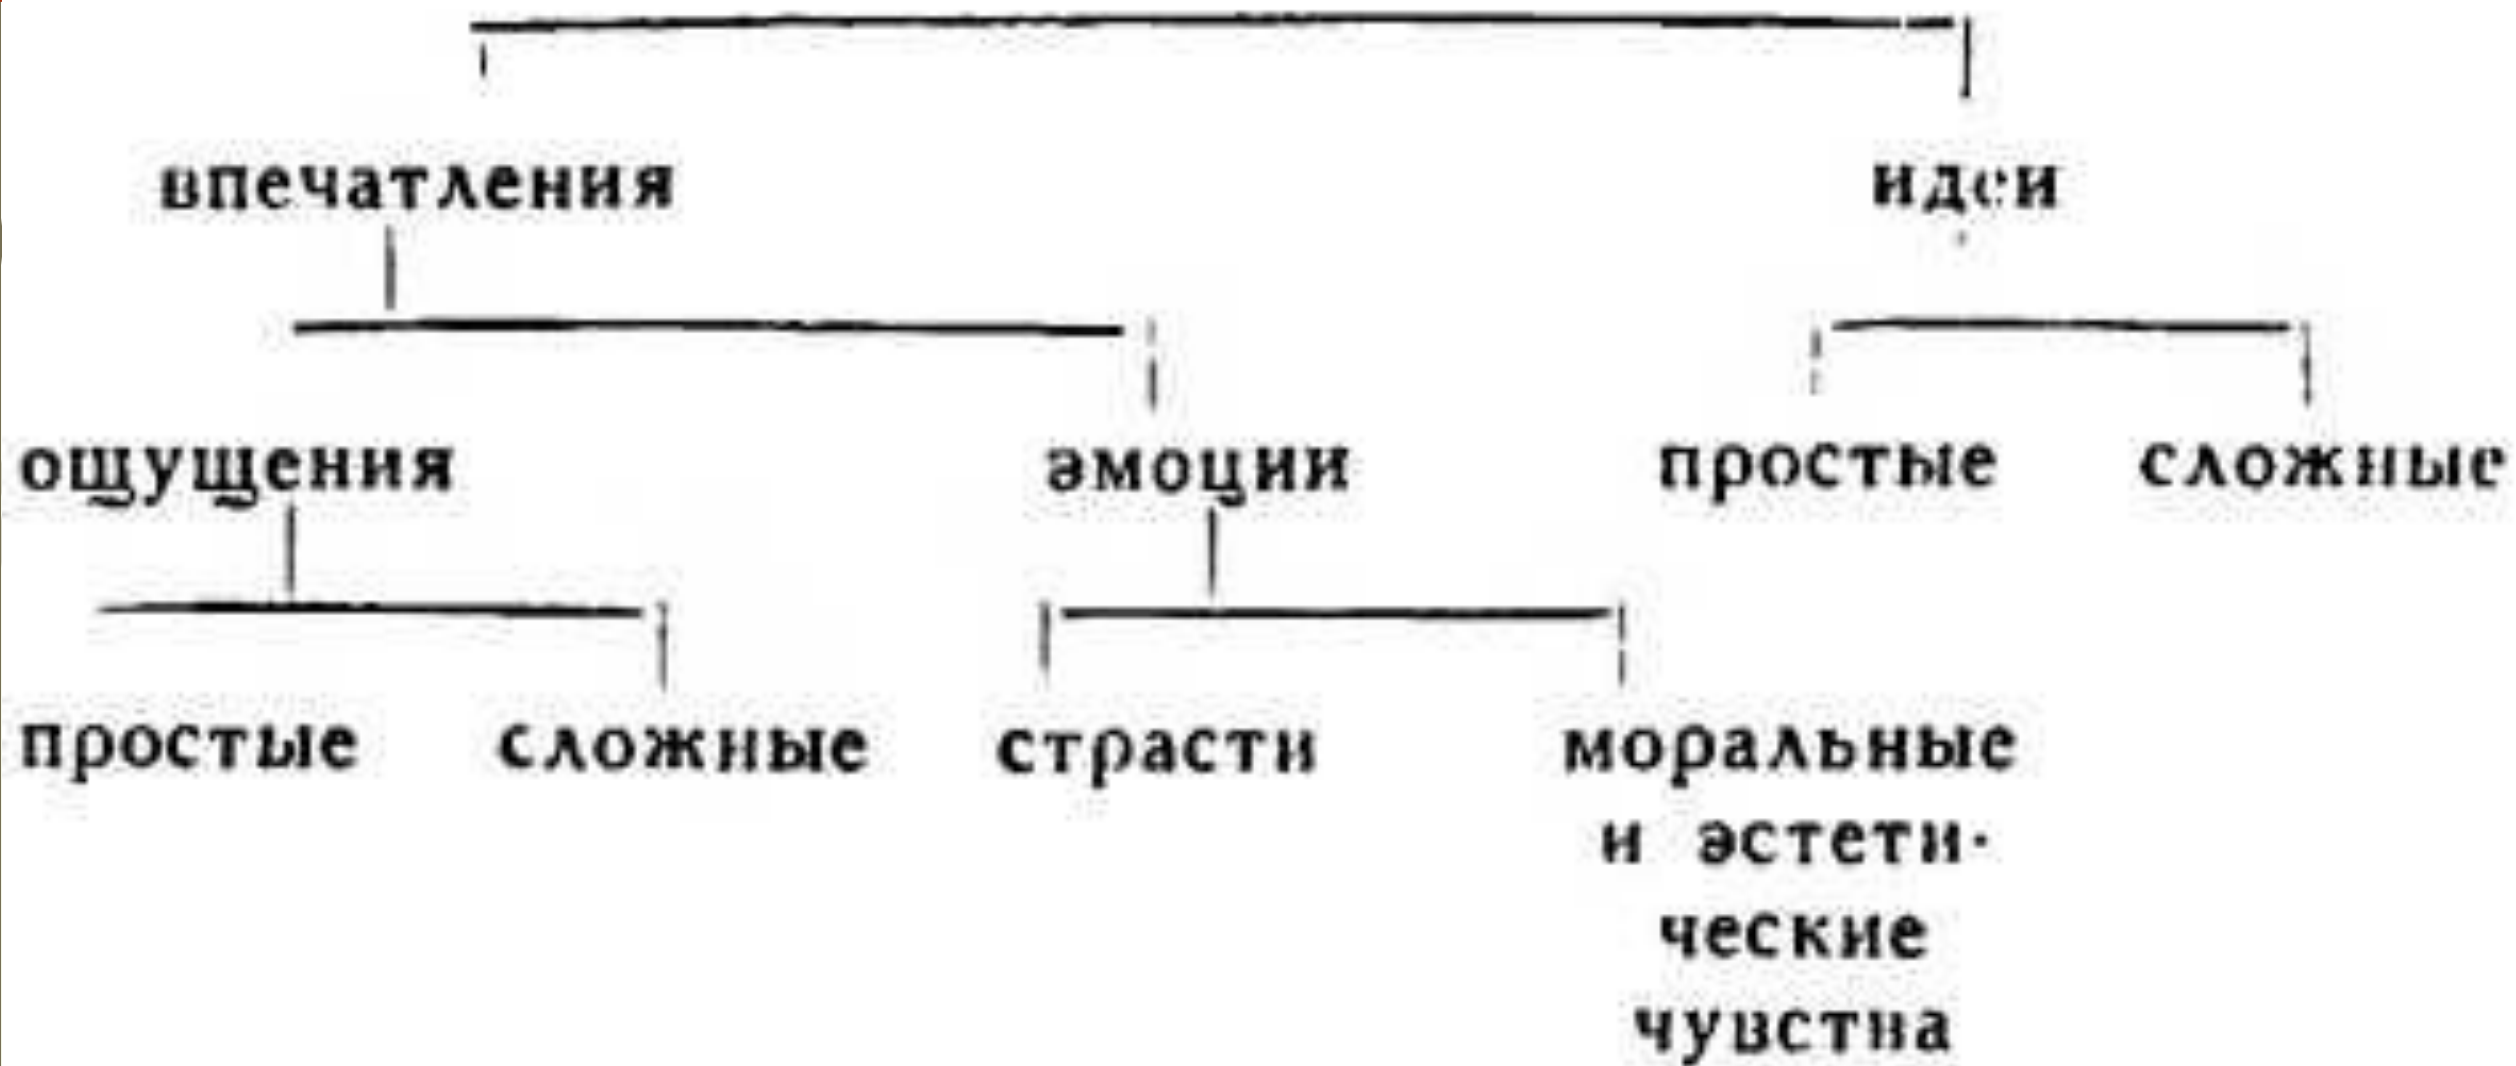 впечатления идеи
ощущения эмоции простые сложные
простые сложные страсти моральные
и эстети-
ческие
чувства